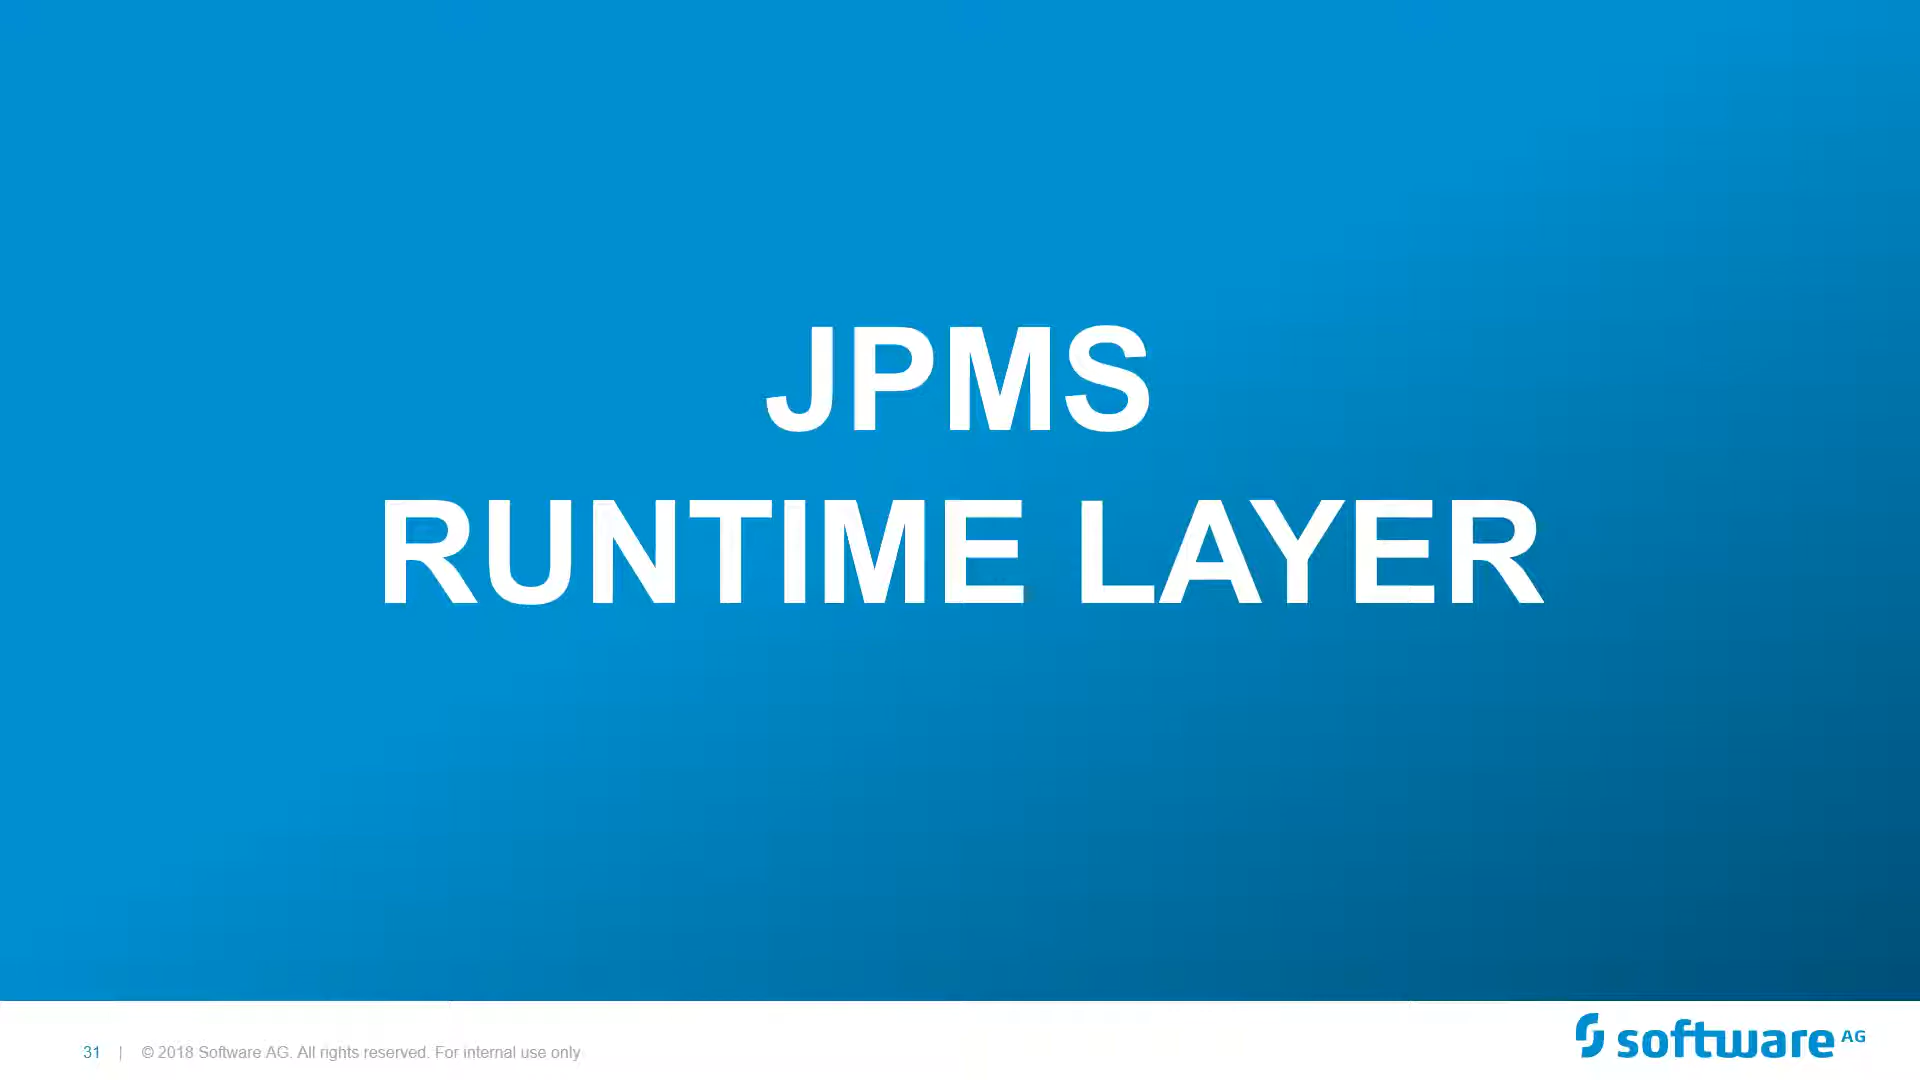 JPMS
RUNTIME LAYER
31 | © 2018 Software AG. All rights reserved. For internal use only
software AG